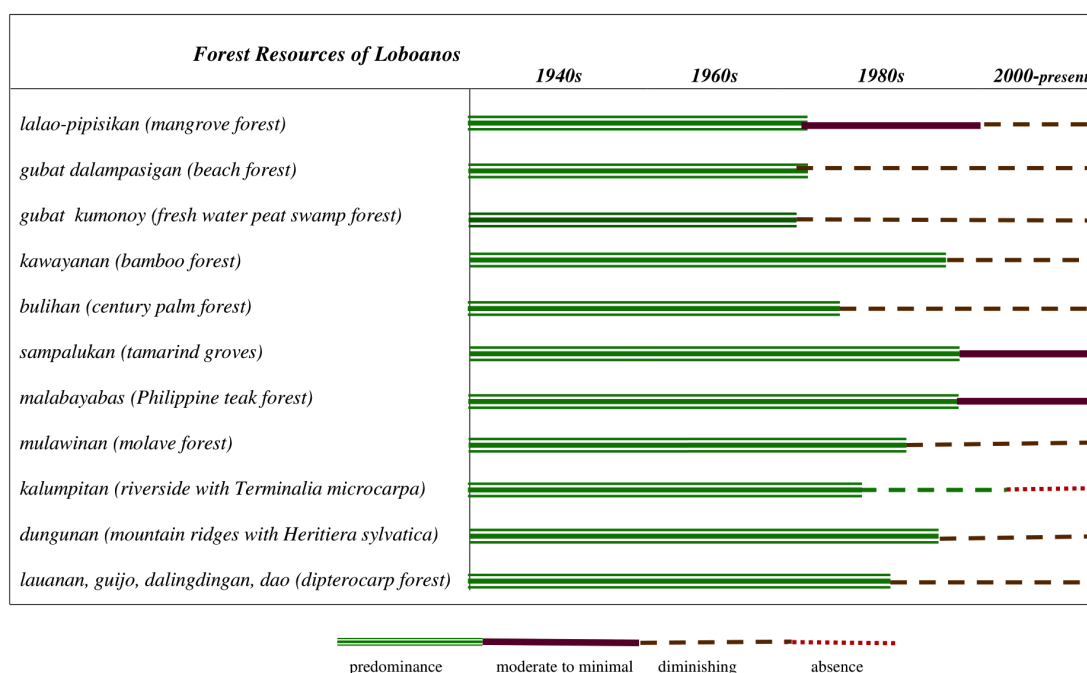 Forest Resources of Loboanos
1940s 1960s 1980s 2000-present
lalao-pipisikan (mangrove forest)
gubat dalampasigan (beach forest)
gubat kumonoy (fresh water peat swamp forest)
kawayanan (bamboo forest)
bulihan (century palm forest)
sampalukan (tamarind groves)
malabayabas (Philippine teak forest)
mulawinan (molave forest)
kalumpitan (riverside with Terminalia microcarpa)
dungunan (mountain ridges with Heritiera sylvatica)
lauanan, guijo, dalingdingan, dao (dipterocarp forest)
predominance moderate to minimal diminishing absence